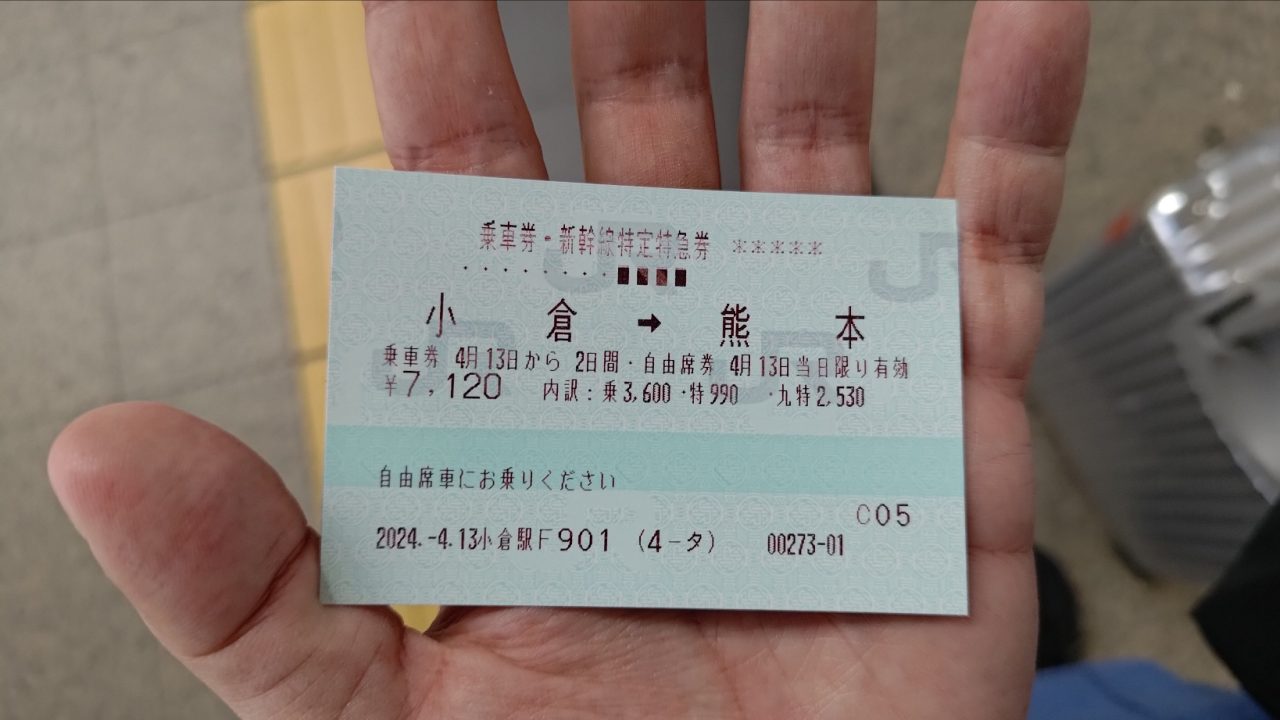 乗車券・新幹線特定特急券 *****
・・・・・・・・■■■■
小倉➡熊本
乗車券 4月13日から 2日間・自由席券 4月13日当日限り有効
¥7,120 内訳:乗3,600・特990 ・九特2,530
自由席車にお乗りください
C05
2024.-4.13小倉駅F901 (4-タ) 00273-01